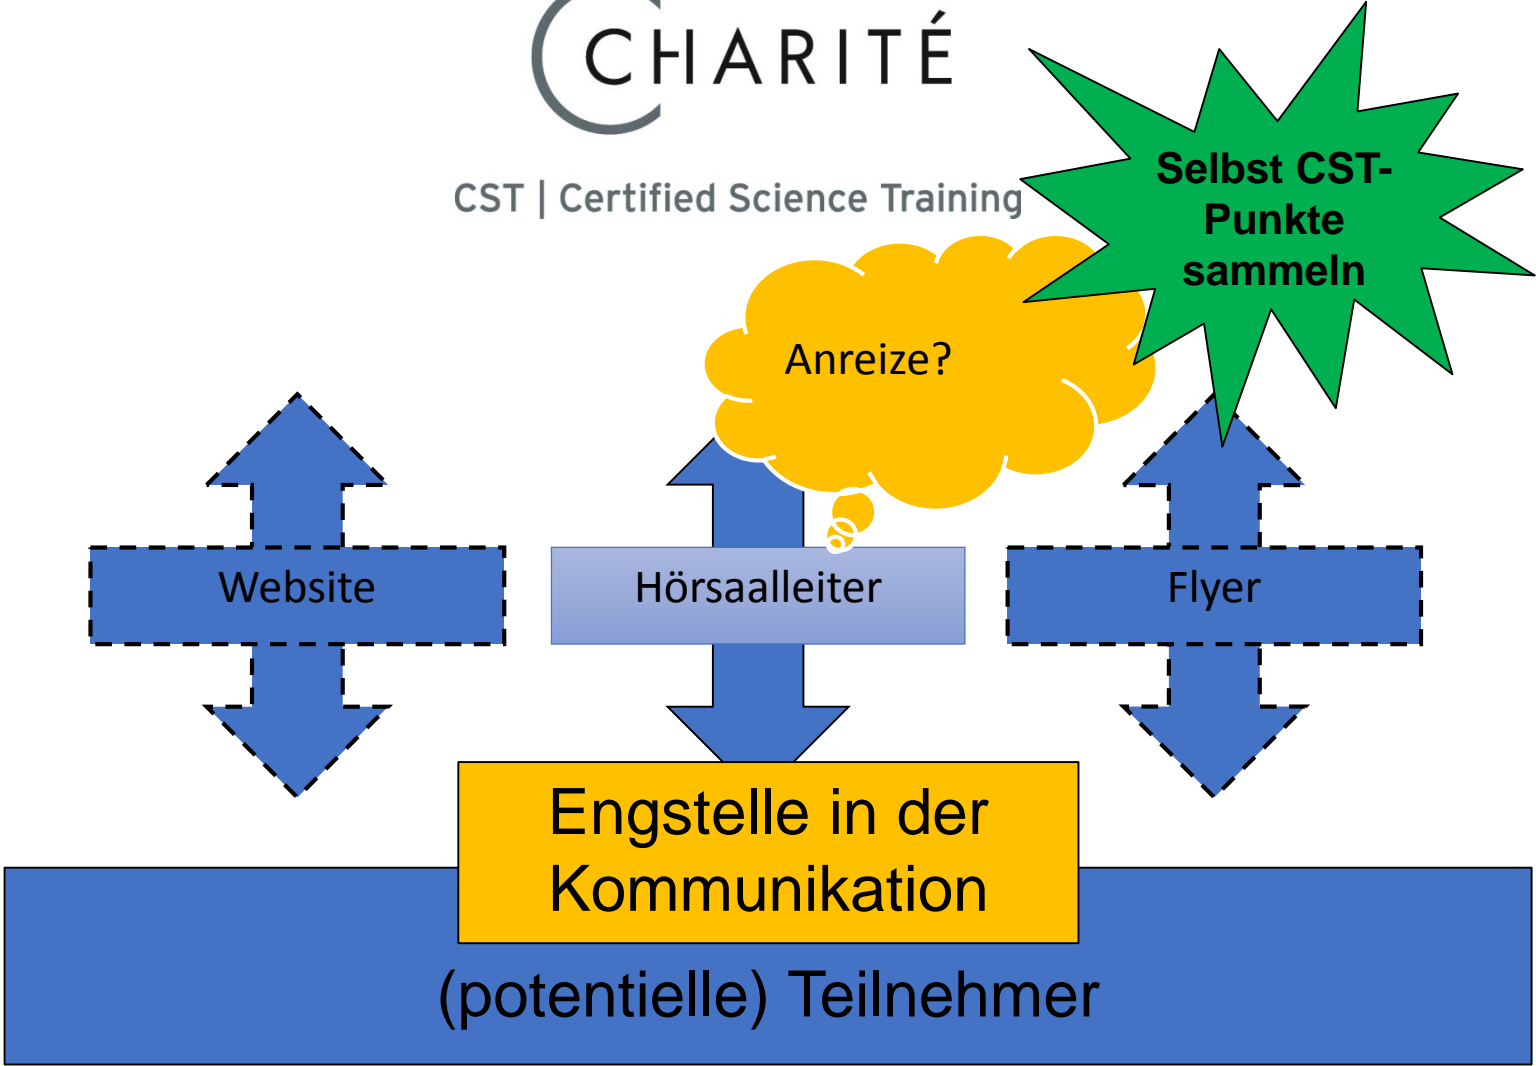 CHARITÉ
CST | Certified Science Training
Selbst CST-
Punkte
sammeln
Anreize?
Website
Hörsaalleiter
Flyer
Engstelle in der
Kommunikation
(potentielle) Teilnehmer